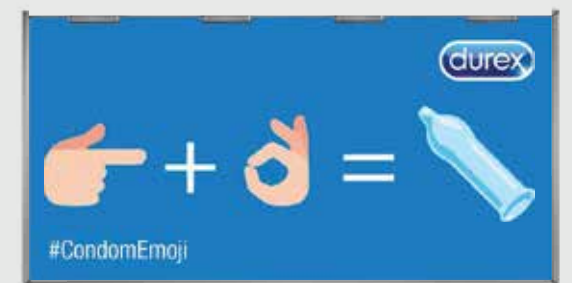 durex
+ =
#CondomEmoji